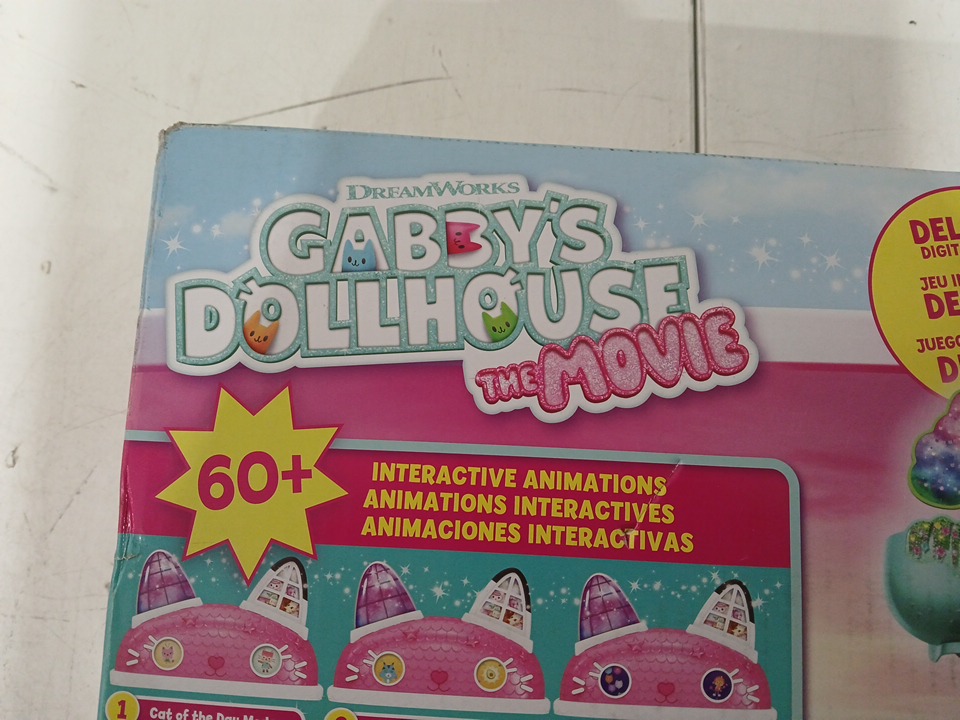 DREAMWORKS
GABBY'S
DOLLHOUSE
THE MOVIE
60+
INTERACTIVE ANIMATIONS
ANIMATIONS INTERACTIVES
ANIMACIONES INTERACTIVAS
DEL
DIGIT
JEU I
DE
JUEGO
D
1
Cat of the Day